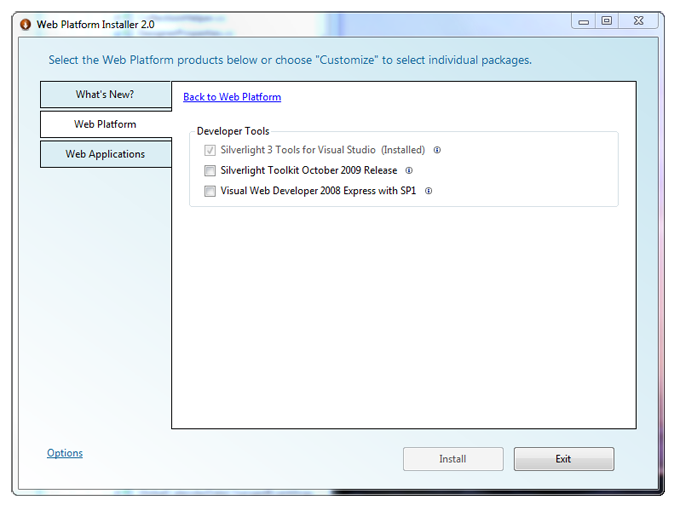 Web Platform Installer 2.0
Select the Web Platform products below or choose "Customize" to select individual packages.
What's New?
Web Platform
Web Applications
Back to Web Platform
Developer Tools
Silverlight 3 Tools for Visual Studio (Installed)
Silverlight Toolkit October 2009 Release
Visual Web Developer 2008 Express with SP1
Options
Install
Exit